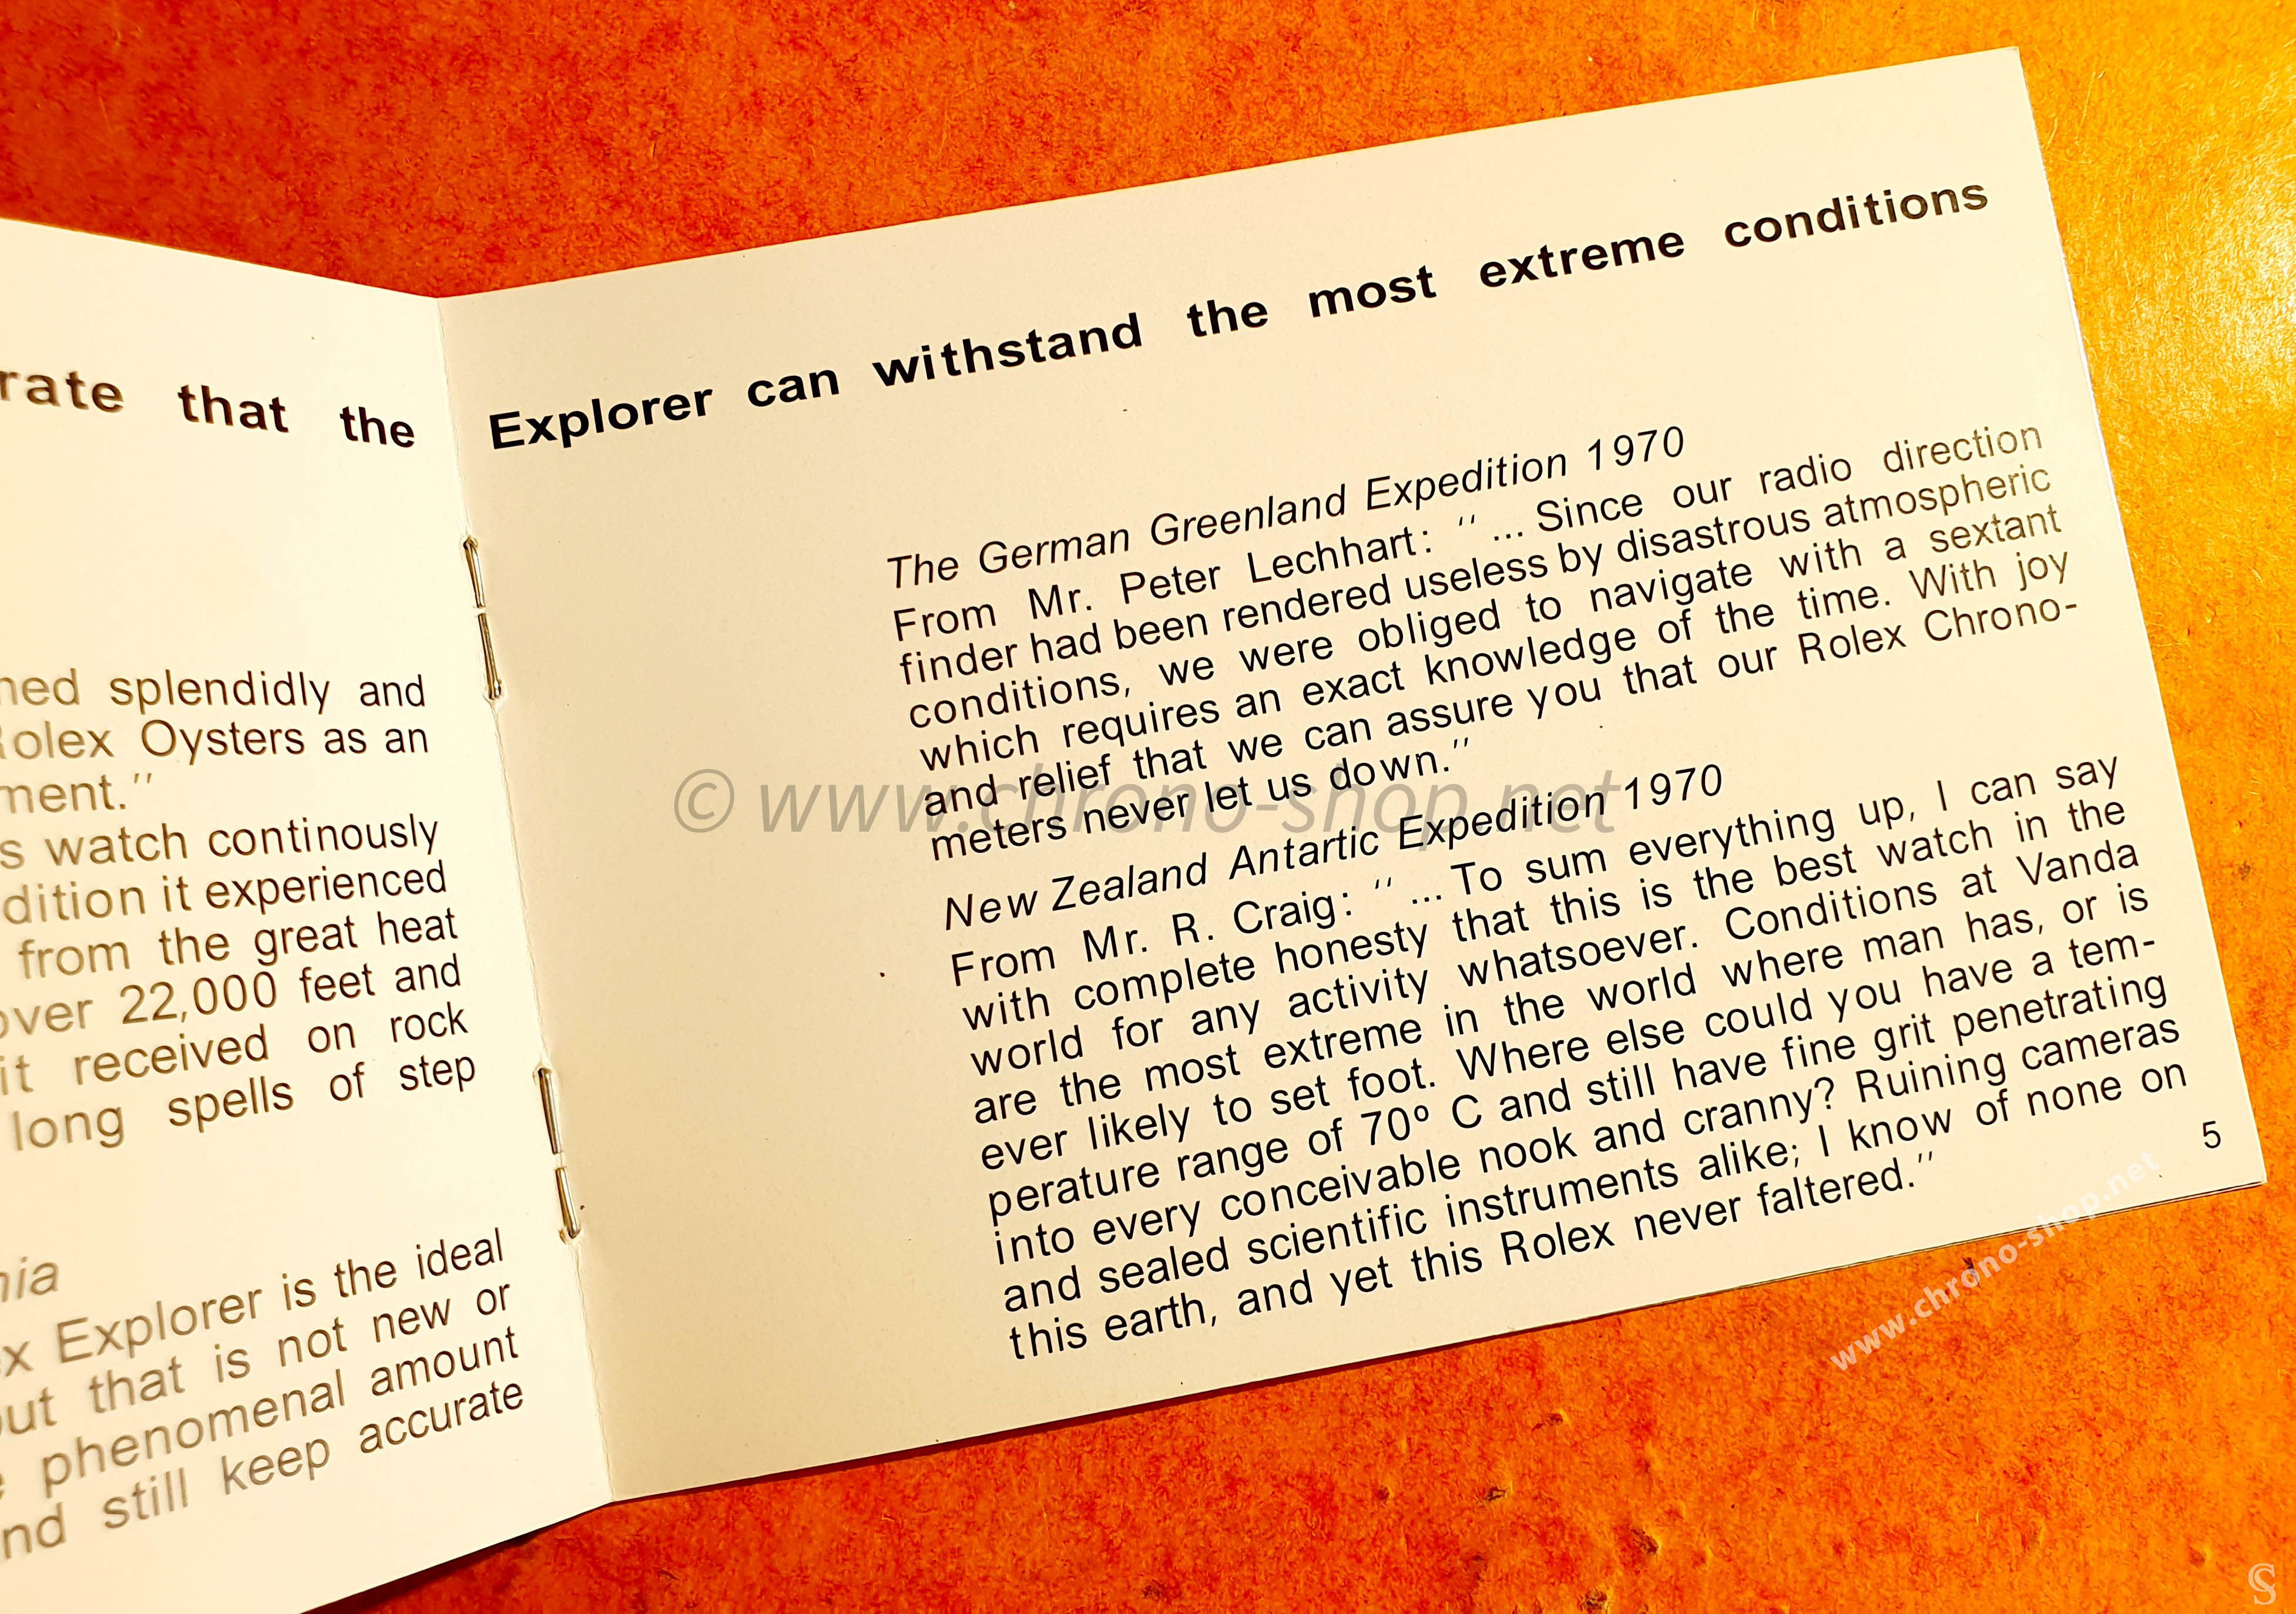 that the
splendidly and
Oysters as an
watch continously
it experienced
from the great heat
22,000 feet and
it received on rock
long spells of step
Explorer is the ideal
that is not new or
phenomenal amount
still keep accurate
Explorer can withstand the most extreme conditions
The German Greenland Expedition 1970
From Mr. Peter Lechhart: "... Since our radio direction
finder had been rendered useless by disastrous atmospheric
conditions, we were obliged to navigate with a sextant
which requires an exact knowledge of the time. With joy
and relief that we can assure you that our Rolex Chrono-
meters never let us down."
New Zealand Antartic Expedition 1970
From Mr. R. Craig: "... To sum everything up, I can say
with complete honesty that this is the best watch in the
world for any activity whatsoever. Conditions at Vanda
are the most extreme in the world where man has, or is
ever likely to set foot. Where else could you have a tem-
perature range of 70º C and still have fine grit penetrating
into every conceivable nook and cranny? Ruining cameras
and sealed scientific instruments alike; I know of none on
this earth, and yet this Rolex never faltered."
5
© www.chrono-shop.net
www.chrono-shop.net